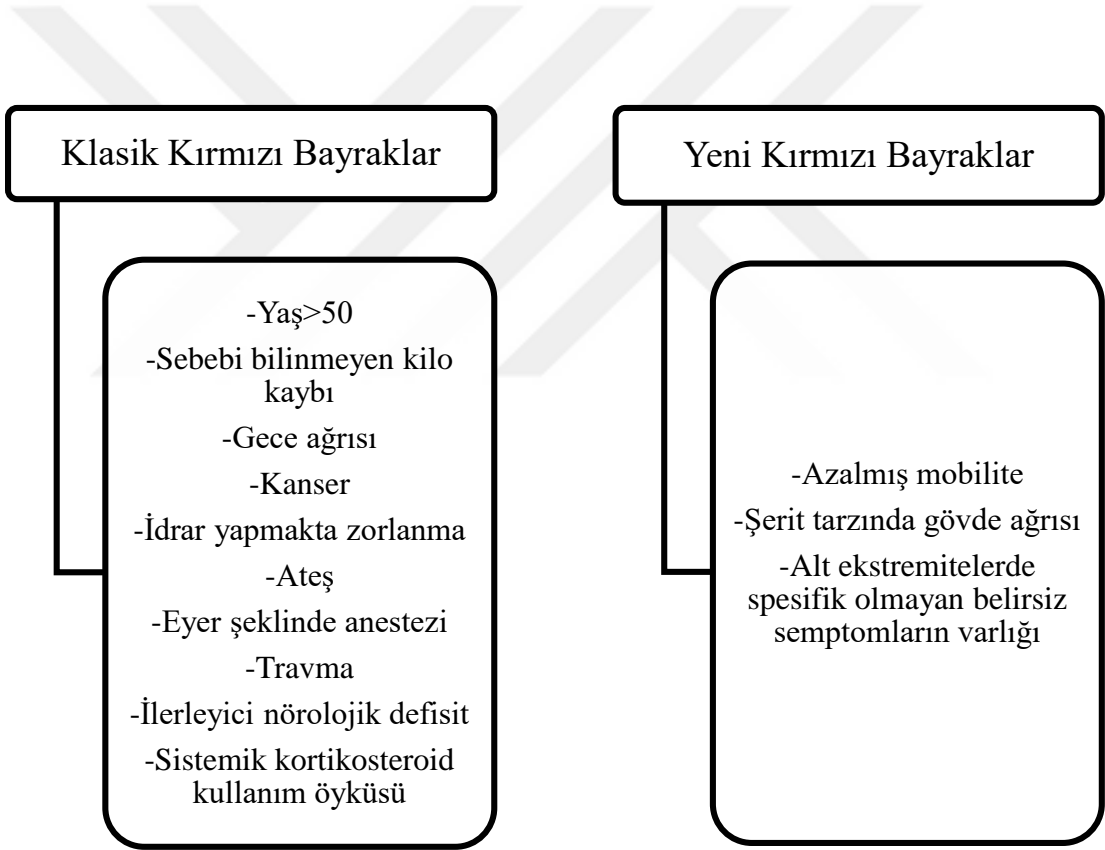 Klasik Kırmızı Bayraklar
-Yaş>50
-Sebebi bilinmeyen kilo
kaybı
-Gece ağrısı
-Kanser
-İdrar yapmakta zorlanma
-Ateş
-Eyer şeklinde anestezi
-Travma
-İlerleyici nörolojik defisit
-Sistemik kortikosteroid
kullanım öyküsü
Yeni Kırmızı Bayraklar
-Azalmış mobilite
-Şerit tarzında gövde ağrısı
-Alt ekstremitelerde
spesifik olmayan belirsiz
semptomların varlığı